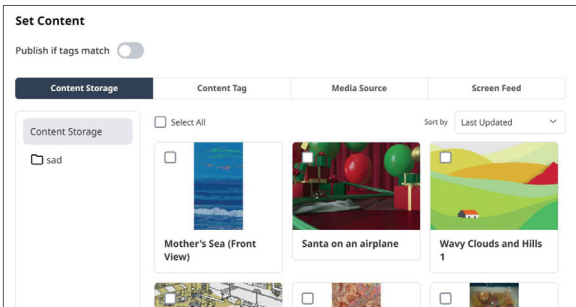 Set Content
Publish if tags match
Content Storage
Content Tag
Media Source
Screen Feed
Content Storage
sad
Select All
Sort by
Last Updated
Mother's Sea (Front
View)
Santa on an airplane
Wavy Clouds and Hills
1